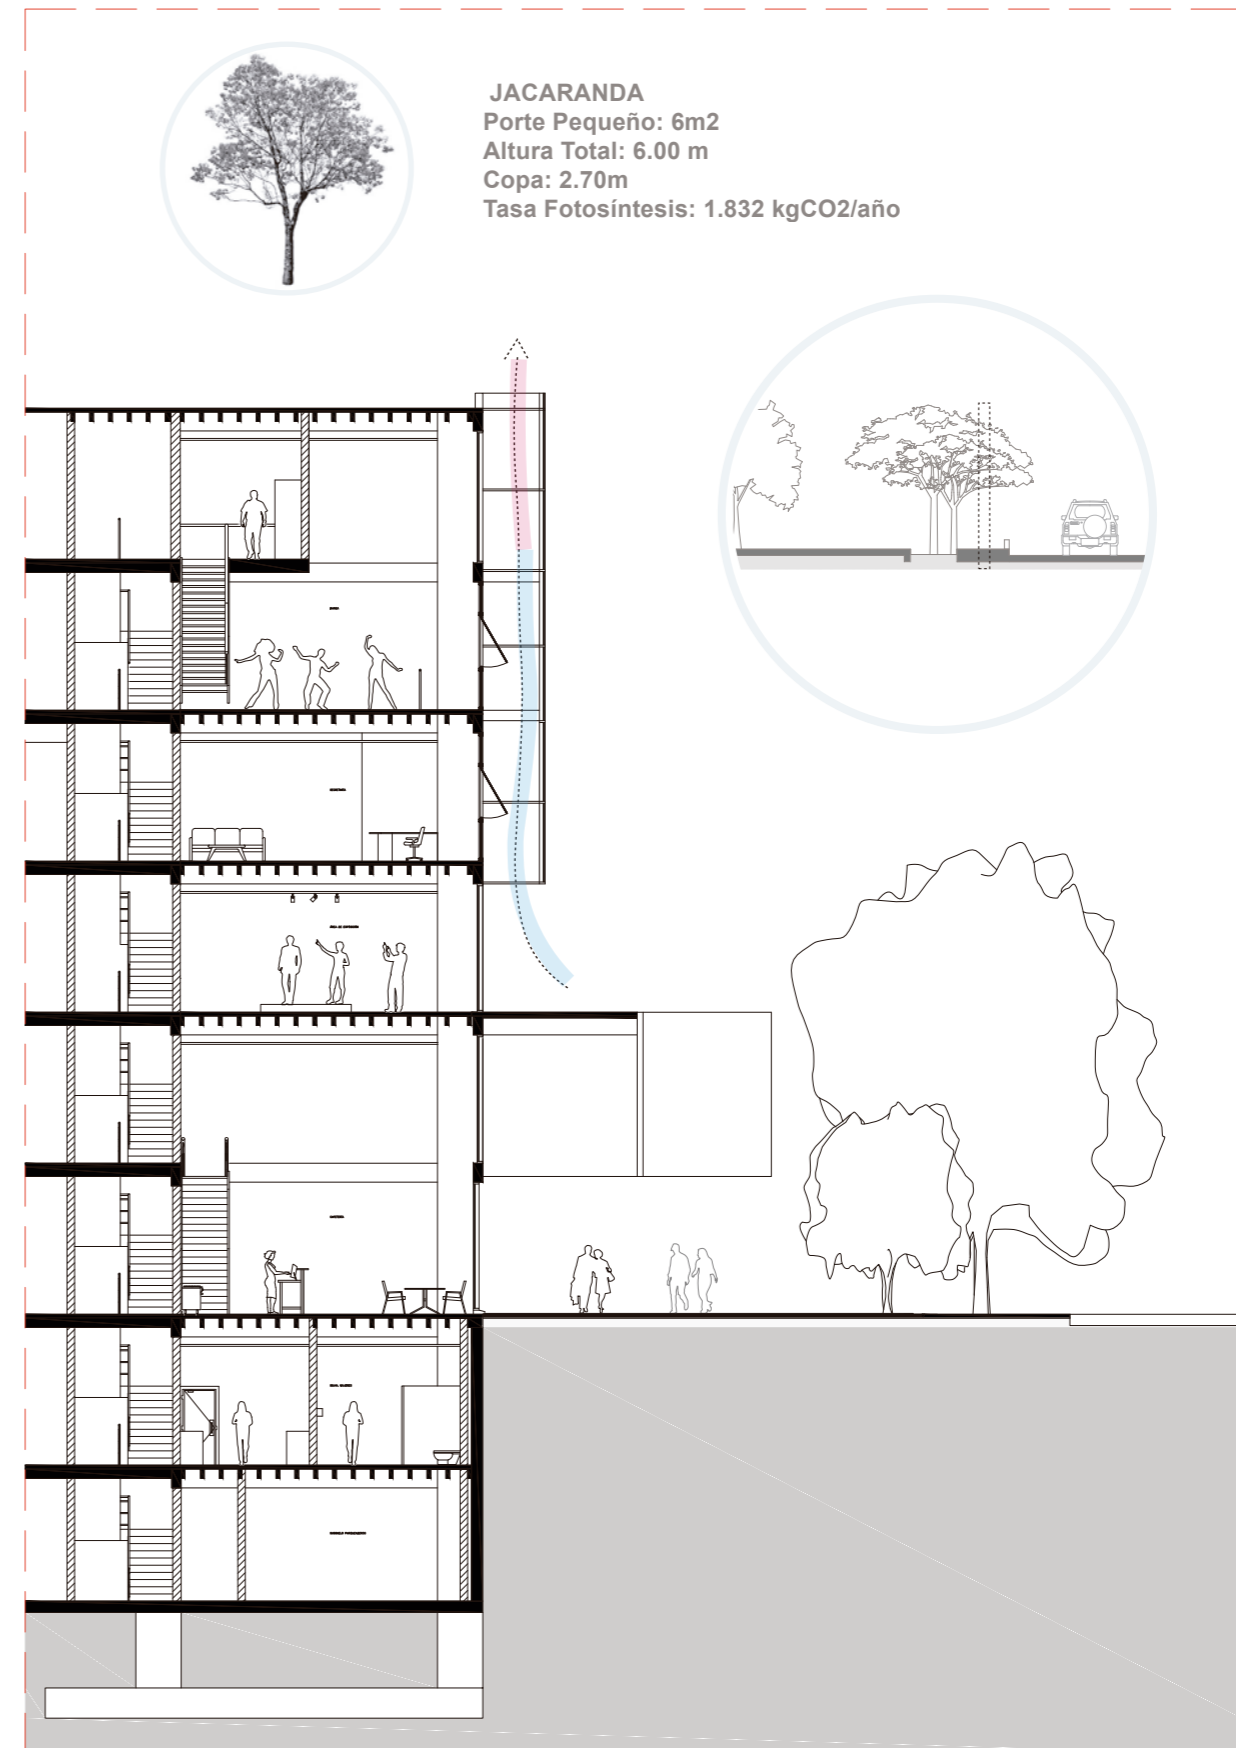 JACARANDA
Porte Pequeño: 6m2
Altura Total: 6.00 m
Copa: 2.70m
Tasa Fotosíntesis: 1.832 kgCO2/año